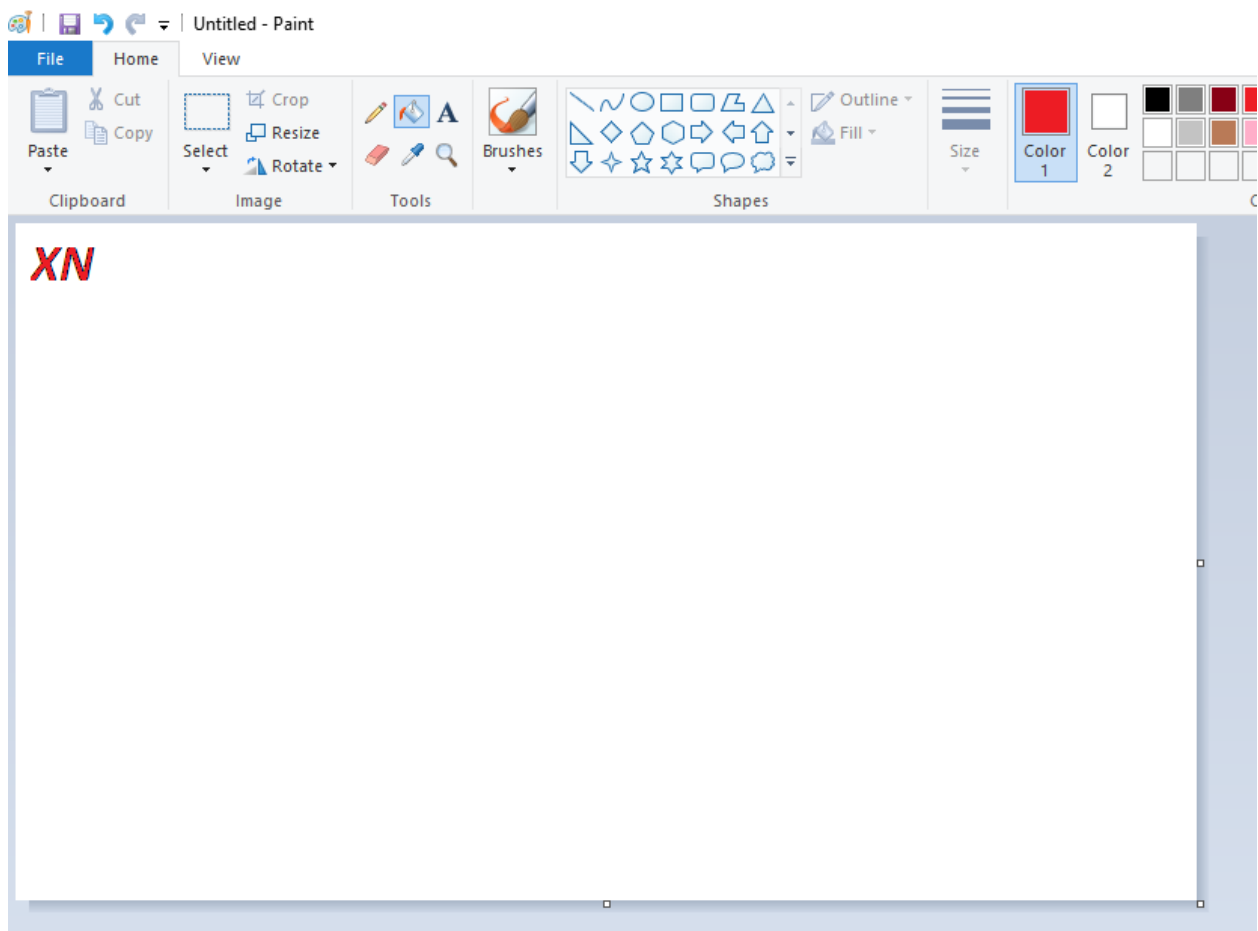 Untitled - Paint
File Home View
Paste
Cut
Copy
Clipboard
Select
Crop
Resize
Rotate
Image
A
Tools
Brushes
Shapes
Outline
Fill
Size
Color 1
Color 2
XN